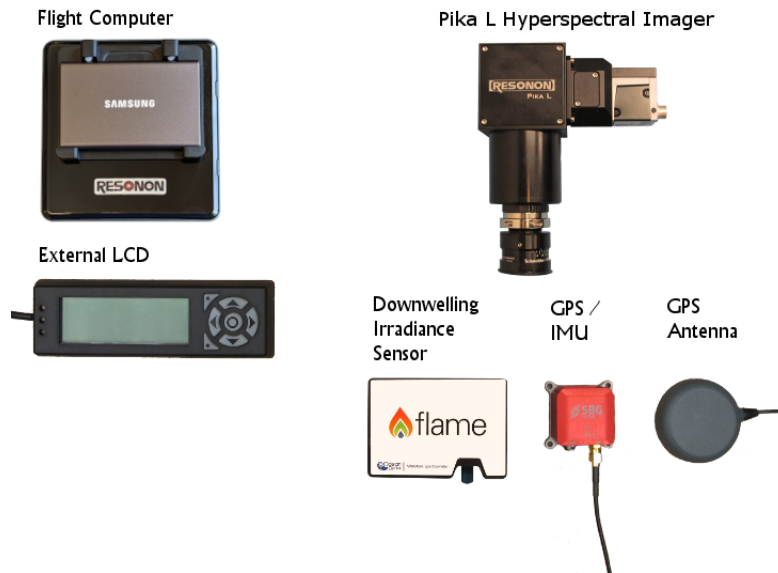 Flight Computer
SAMSUNG
RESONON
External LCD
Pika L Hyperspectral Imager
RESONON
PIKA L
Downwelling
Irradiance
Sensor
GPS /
IMU
GPS
Antenna
flame
SBG